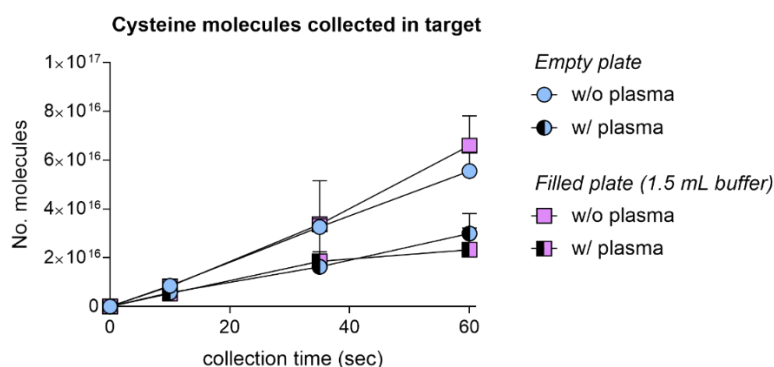 Cysteine molecules collected in target
1×10¹⁷
8×10¹⁶
6×10¹⁶
4×10¹⁶
2×10¹⁶
0
No. molecules
0 20 40 60
collection time (sec)
Empty plate
w/o plasma
w/ plasma
Filled plate (1.5 mL buffer)
w/o plasma
w/ plasma